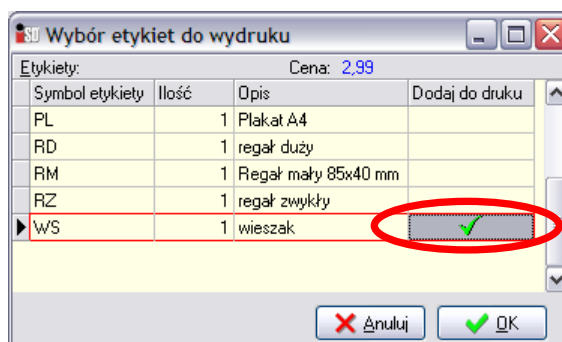 iSU Wybór etykiet do wydruku
Etykiety: Cena: 2,99
Symbol etykiety Ilość Opis Dodaj do druku
PL 1 Plakat A4
RD 1 regał duży
RM 1 Regał mały 85x40 mm
RZ 1 regał zwykły
WS 1 wieszak
Anuluj OK